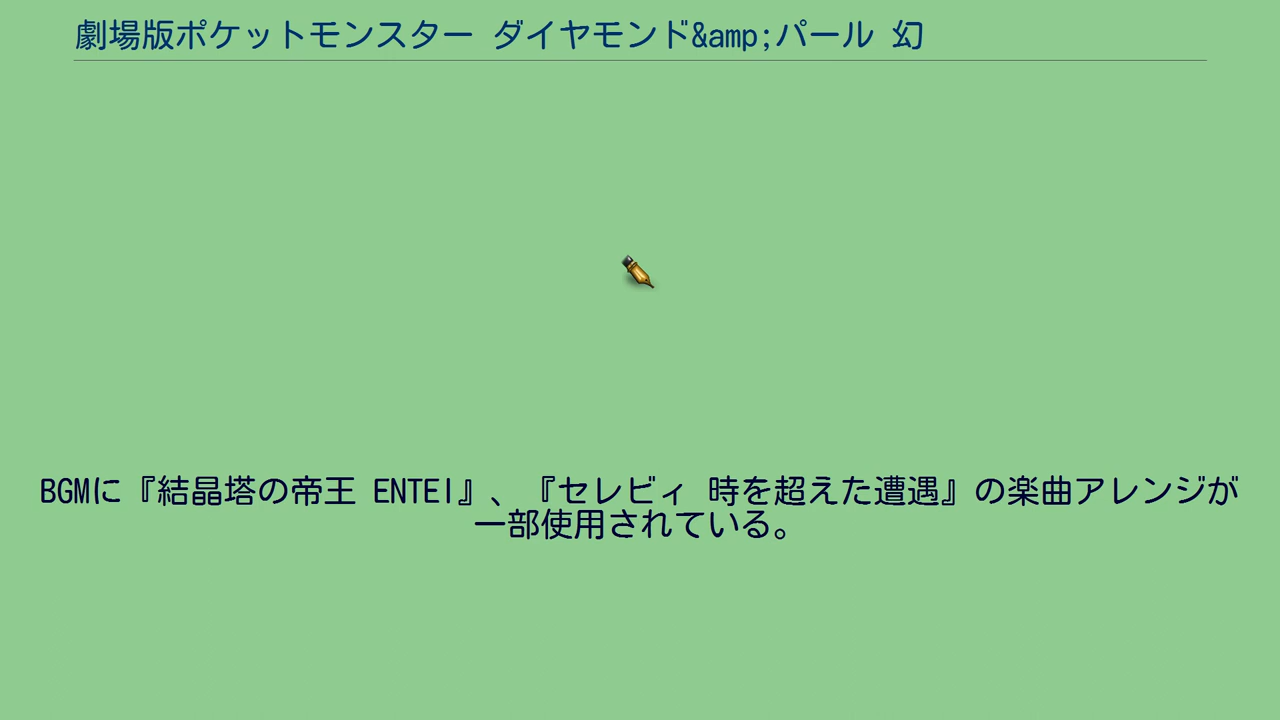 劇場版ポケットモンスター ダイヤモンド&amp;パール 幻
BGMに『結晶塔の帝王 ENTEI』、『セレビィ 時を超えた遭遇』の楽曲アレンジが
一部使用されている。